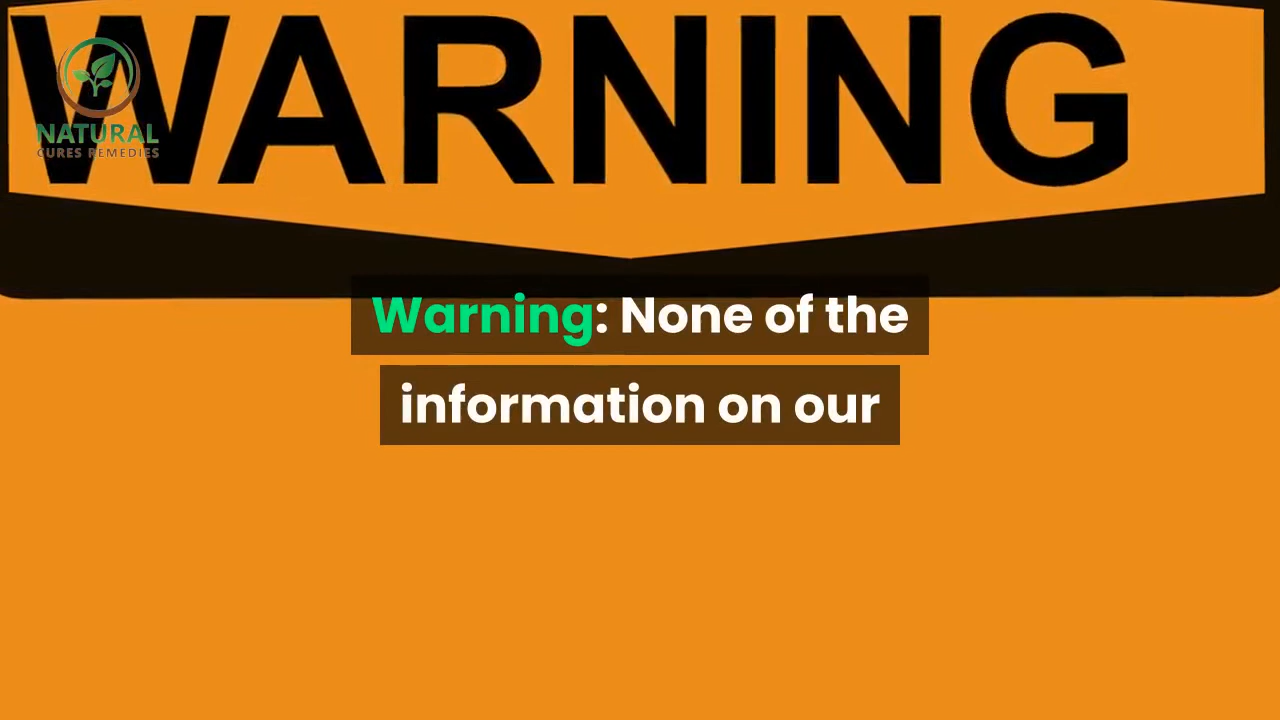 WARNING
NATURAL
CURES REMEDIES
Warning: None of the
information on our